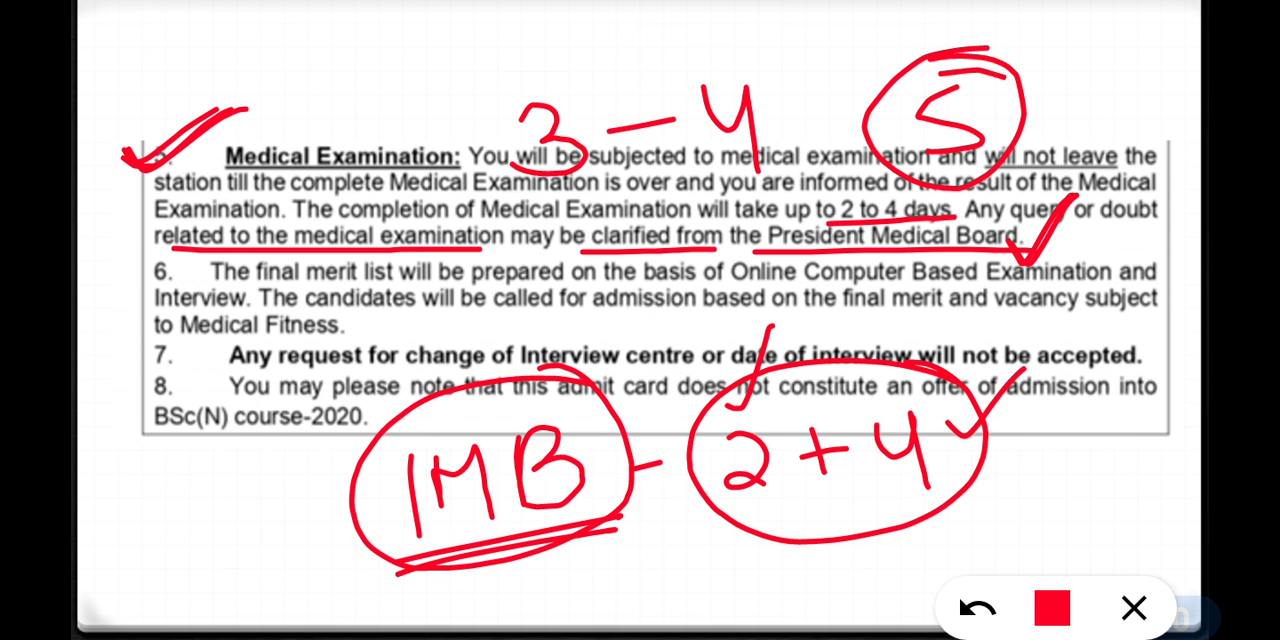 3 - 4 5
5. Medical Examination: You will be subjected to medical examination and will not leave the
station till the complete Medical Examination is over and you are informed of the result of the Medical
Examination. The completion of Medical Examination will take up to 2 to 4 days. Any query or doubt
related to the medical examination may be clarified from the President Medical Board.
6. The final merit list will be prepared on the basis of Online Computer Based Examination and
Interview. The candidates will be called for admission based on the final merit and vacancy subject
to Medical Fitness.
7. Any request for change of Interview centre or date of interview will not be accepted.
8. You may please note that this admit card does not constitute an offer of admission into
BSc(N) course-2020.
IMB - 2 + 4